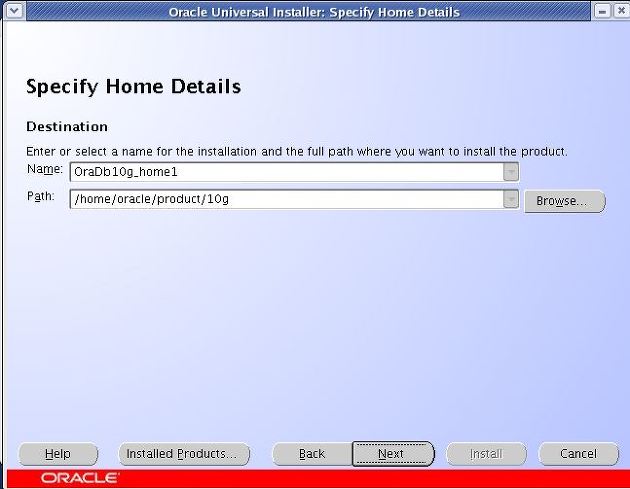 Oracle Universal Installer: Specify Home Details
Specify Home Details
Destination
Enter or select a name for the installation and the full path where you want to install the product.
Name: OraDb10g_home1
Path: /home/oracle/product/10g Browse...
Help Installed Products... Back Next Install Cancel
ORACLE